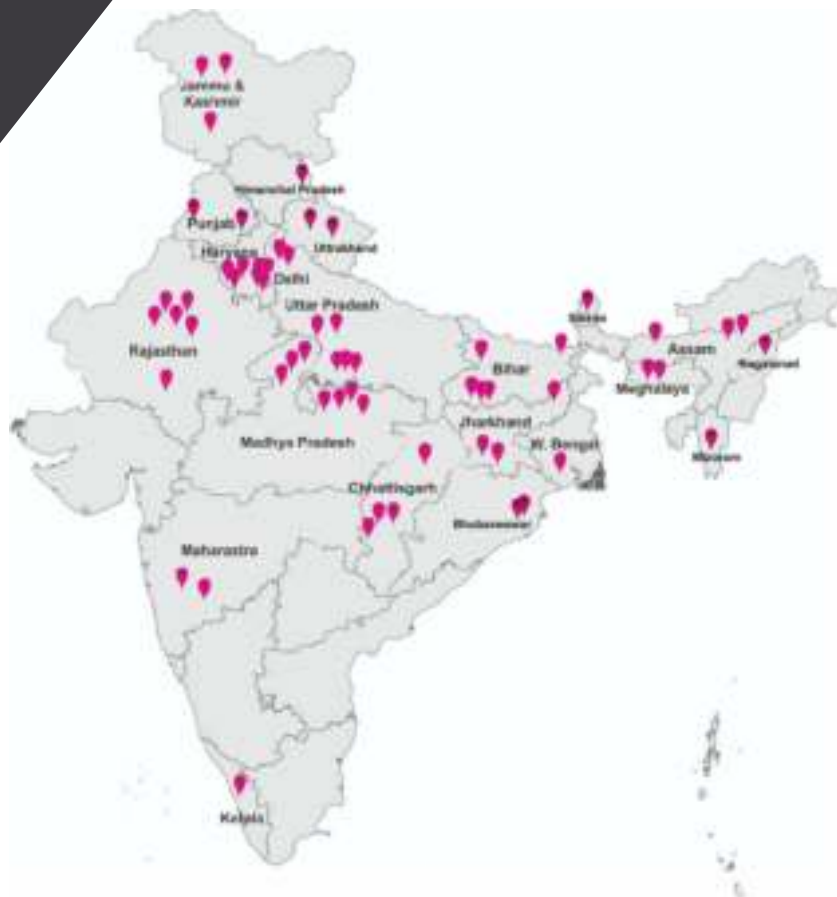 Jammu &
Kashmir
Himanchal Pradesh
Punjab
Uttrakhand
Haryana
Delhi
Uttar Pradesh
Sikkim
Assam
Rajasthan
Bihar
Nagaland
Meghalaya
Jharkhand
Madhya Pradesh
W. Bengal
Mizoram
Chhattisgarh
Bhubaneswar
Maharastra
Kerala